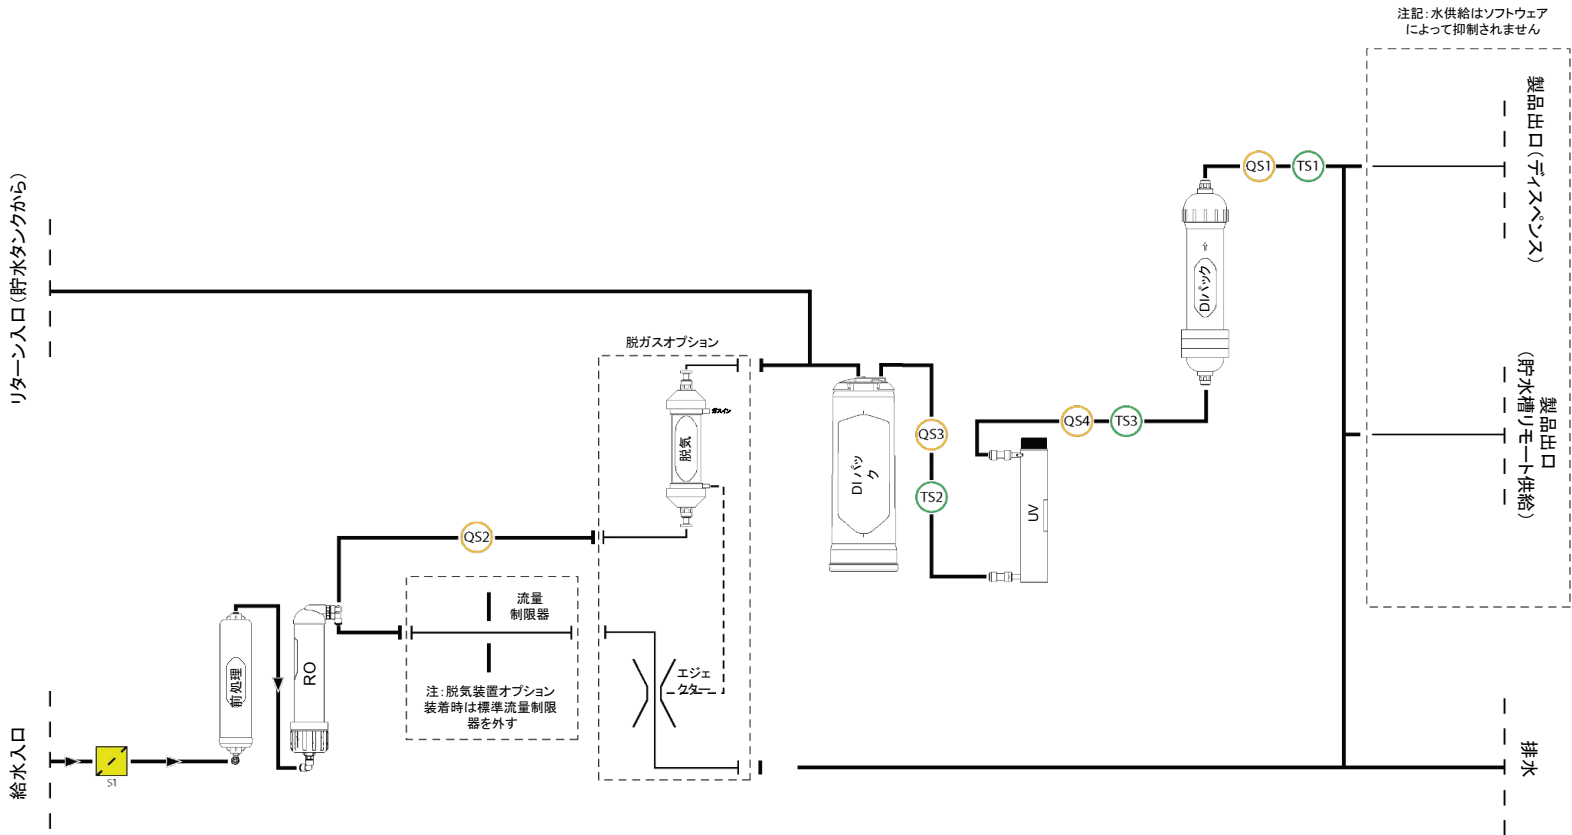 注記：水供給はソフトウェア
によって抑制されません
製品出口（ディスペンス）
QS1
TS1
リターン入口（貯水タンクから）
DIパック
脱ガスオプション
ガスイン
製品出口
（貯水槽リモート供給）
脱気
QS3
QS4
TS3
DI パッ
ク
TS2
UV
QS2
流量
制限器
前処理
RO
エジェ
クター
注：脱気装置オプション
装着時は標準流量制限
器を外す
給水入口
S1
排水